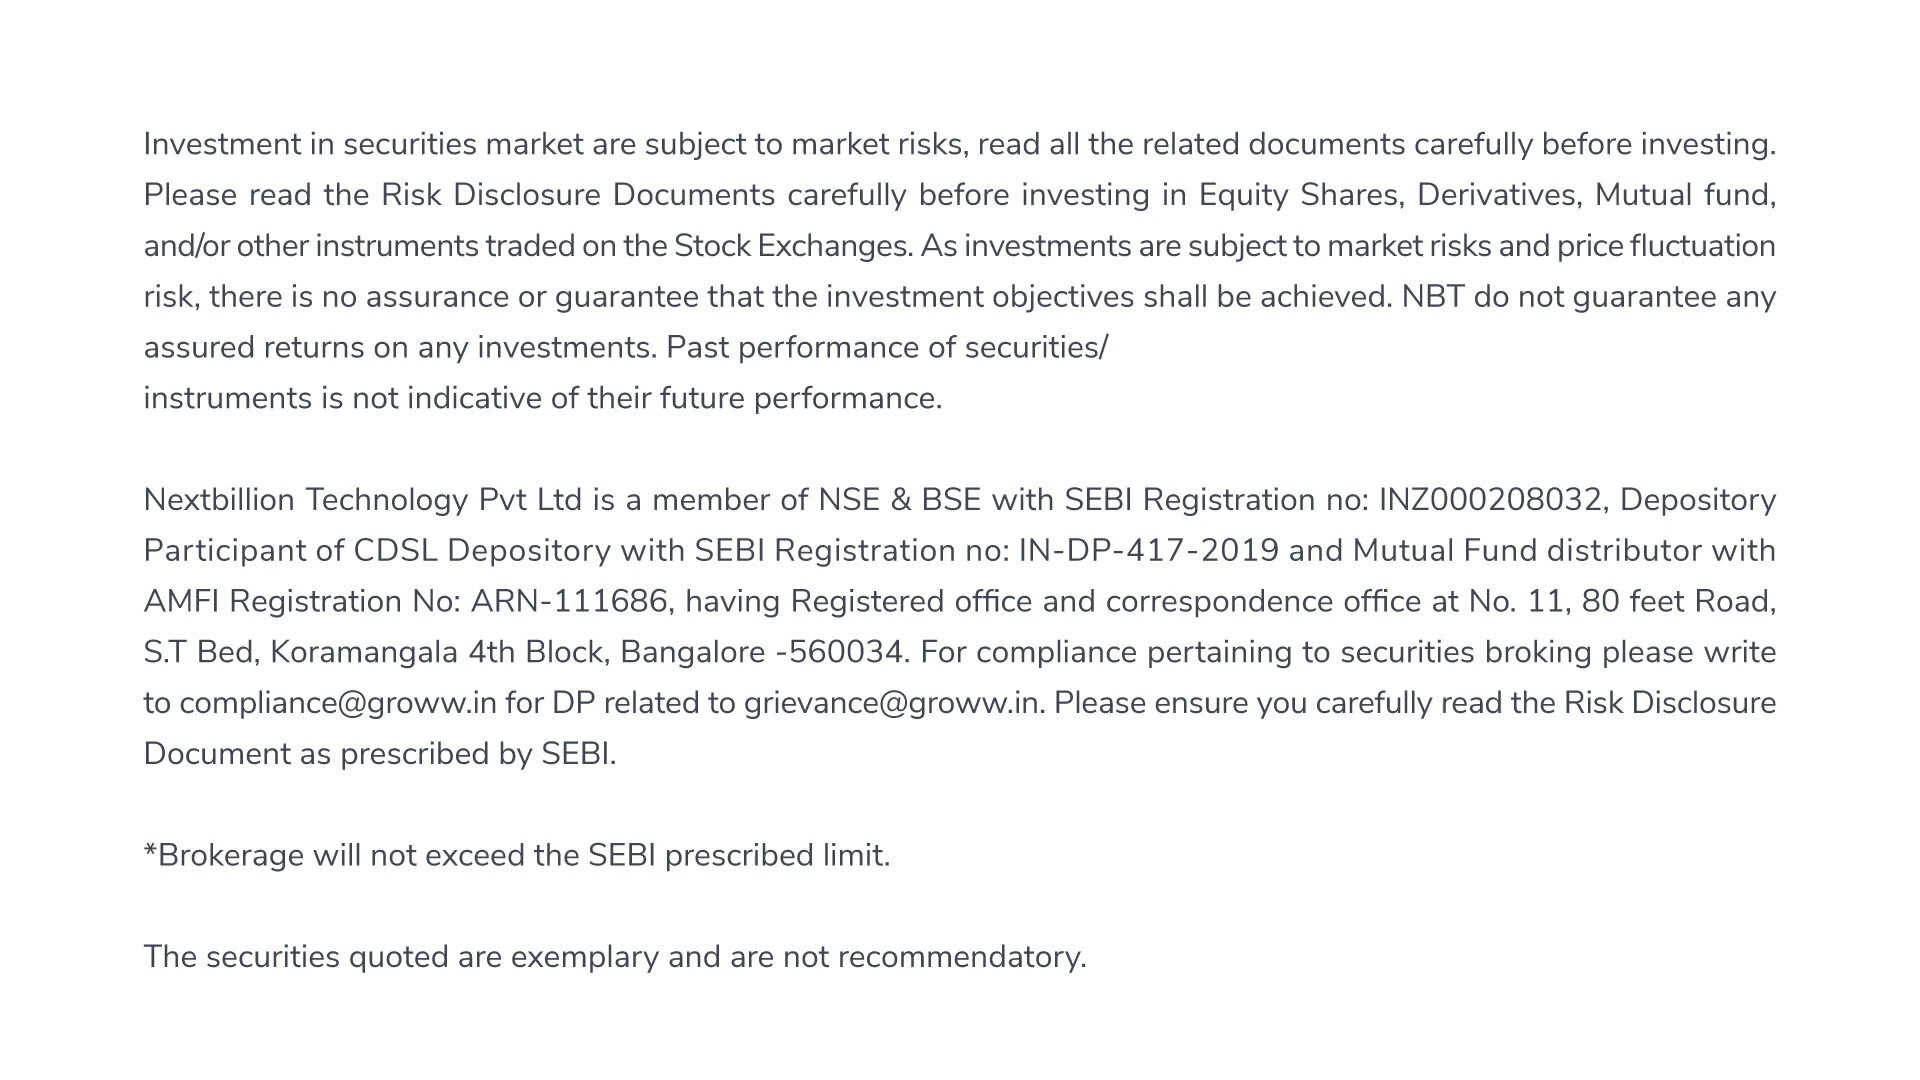 Investment in securities market are subject to market risks, read all the related documents carefully before investing.
Please read the Risk Disclosure Documents carefully before investing in Equity Shares, Derivatives, Mutual fund,
and/or other instruments traded on the Stock Exchanges. As investments are subject to market risks and price fluctuation
risk, there is no assurance or guarantee that the investment objectives shall be achieved. NBT do not guarantee any
assured returns on any investments. Past performance of securities/
instruments is not indicative of their future performance.
Nextbillion Technology Pvt Ltd is a member of NSE & BSE with SEBI Registration no: INZ000208032, Depository
Participant of CDSL Depository with SEBI Registration no: IN-DP-417-2019 and Mutual Fund distributor with
AMFI Registration No: ARN-111686, having Registered office and correspondence office at No. 11, 80 feet Road,
S.T Bed, Koramangala 4th Block, Bangalore -560034. For compliance pertaining to securities broking please write
to compliance@groww.in for DP related to grievance@groww.in. Please ensure you carefully read the Risk Disclosure
Document as prescribed by SEBI.
*Brokerage will not exceed the SEBI prescribed limit.
The securities quoted are exemplary and are not recommendatory.